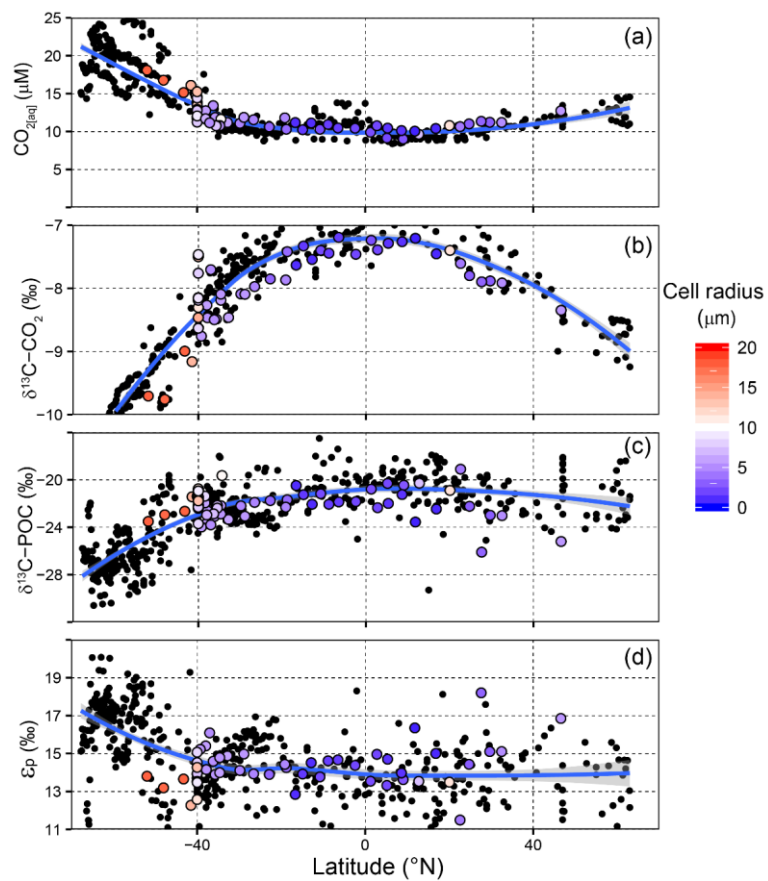 (a)
CO2[aq] (μM)
25
20
15
10
5
(b)
δ¹³C−CO₂ (‰)
−7
−8
−9
−10
Cell radius
(μm)
20
15
10
5
0
(c)
δ¹³C−POC (‰)
−20
−24
−28
(d)
εp (‰)
19
17
15
13
11
−40
0
40
Latitude (°N)